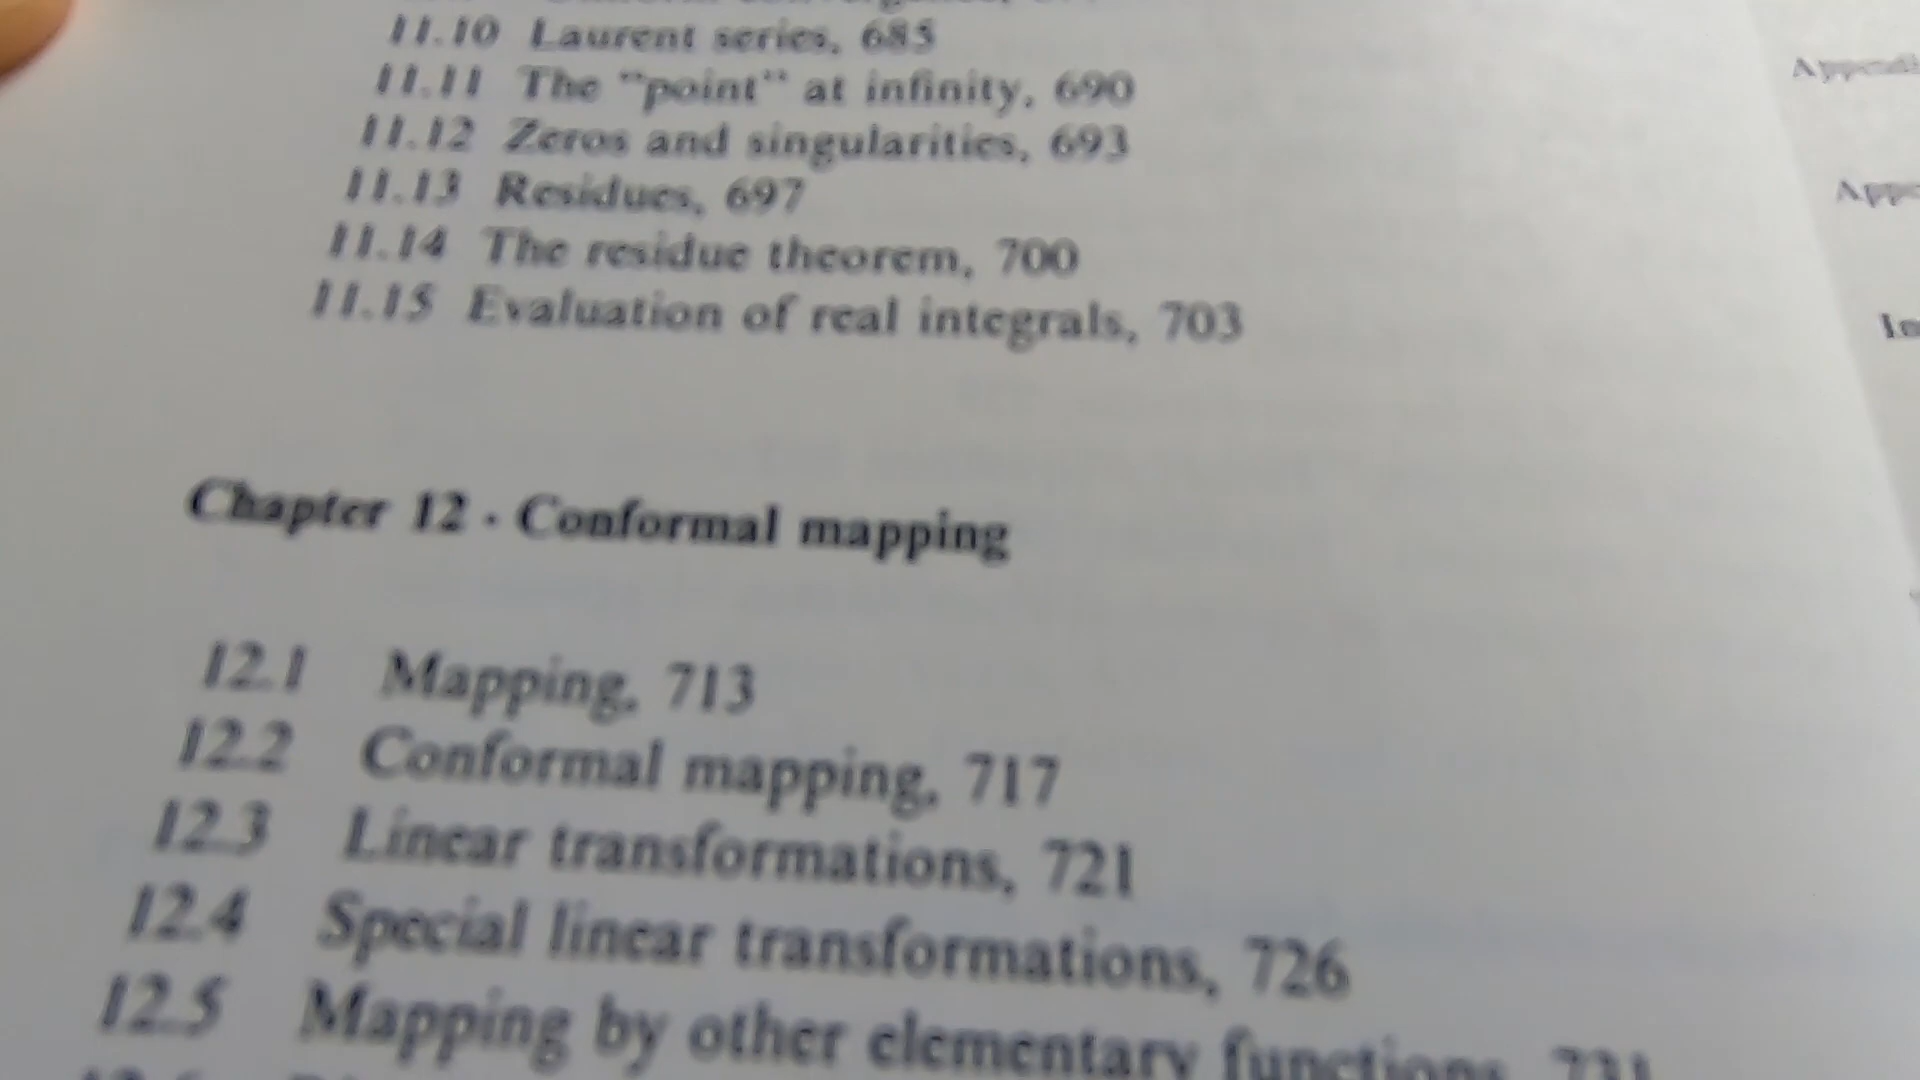 11.10 Laurent series, 685
11.11 The "point" at infinity, 690
11.12 Zeros and singularities, 693
11.13 Residues, 697
11.14 The residue theorem, 700
11.15 Evaluation of real integrals, 703
Chapter 12 · Conformal mapping
12.1 Mapping, 713
12.2 Conformal mapping, 717
12.3 Linear transformations, 721
12.4 Special linear transformations, 726
12.5 Mapping by other elementary functions, 731